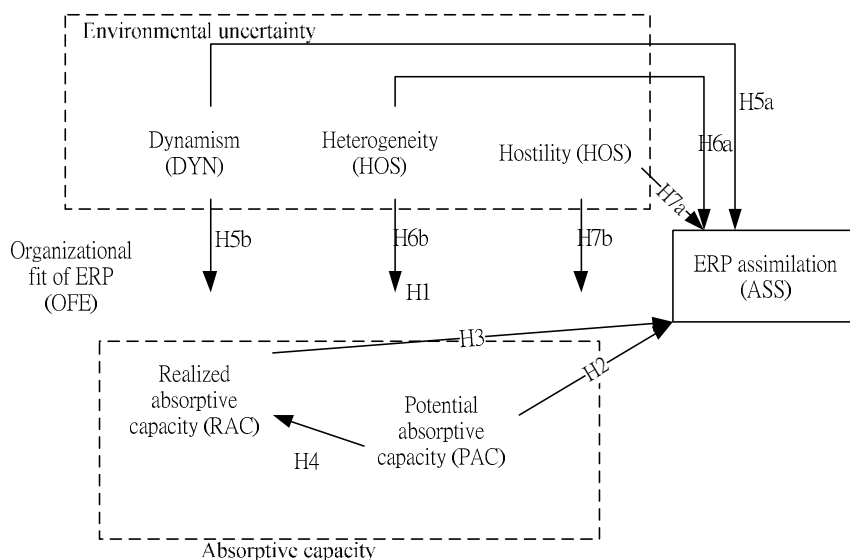 Environmental uncertainty
H5a
H6a
Dynamism
(DYN)
Heterogeneity
(HOS)
Hostility (HOS)
H7a
H5b
H6b
H7b
Organizational
fit of ERP
(OFE)
ERP assimilation
(ASS)
H1
H3
H2
Realized
absorptive
capacity (RAC)
Potential
absorptive
capacity (PAC)
H4
Absorptive capacity